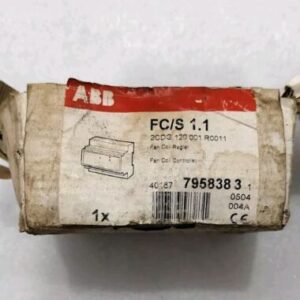 ABB
FC/S 1.1
2CDG 120 001 R0011
Fan Coil
Fan Coil Controller
1x
795838 3 1
0504
004A
CE